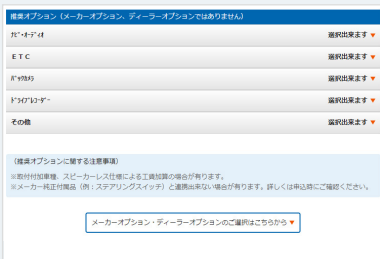 推奨オプション（メーカーオプション、ディーラーオプションではありません）
ﾅﾋﾞ・ｵｰﾃﾞｨｵ 選択出来ます ▼
ＥＴＣ 選択出来ます ▼
ﾊﾞｯｸｶﾒﾗ 選択出来ます ▼
ﾄﾞﾗｲﾌﾞﾚｺｰﾀﾞｰ 選択出来ます ▼
その他 選択出来ます ▼
（推奨オプションに関する注意事項）
※取付付加車種、スピーカーレス仕様による工賃加算の場合が有ります。
※メーカー純正付属品（例：ステアリングスイッチ）と連携出来ない場合が有ります。詳しくは申込時にご確認ください。
メーカーオプション・ディーラーオプションのご選択はこちらから ▼